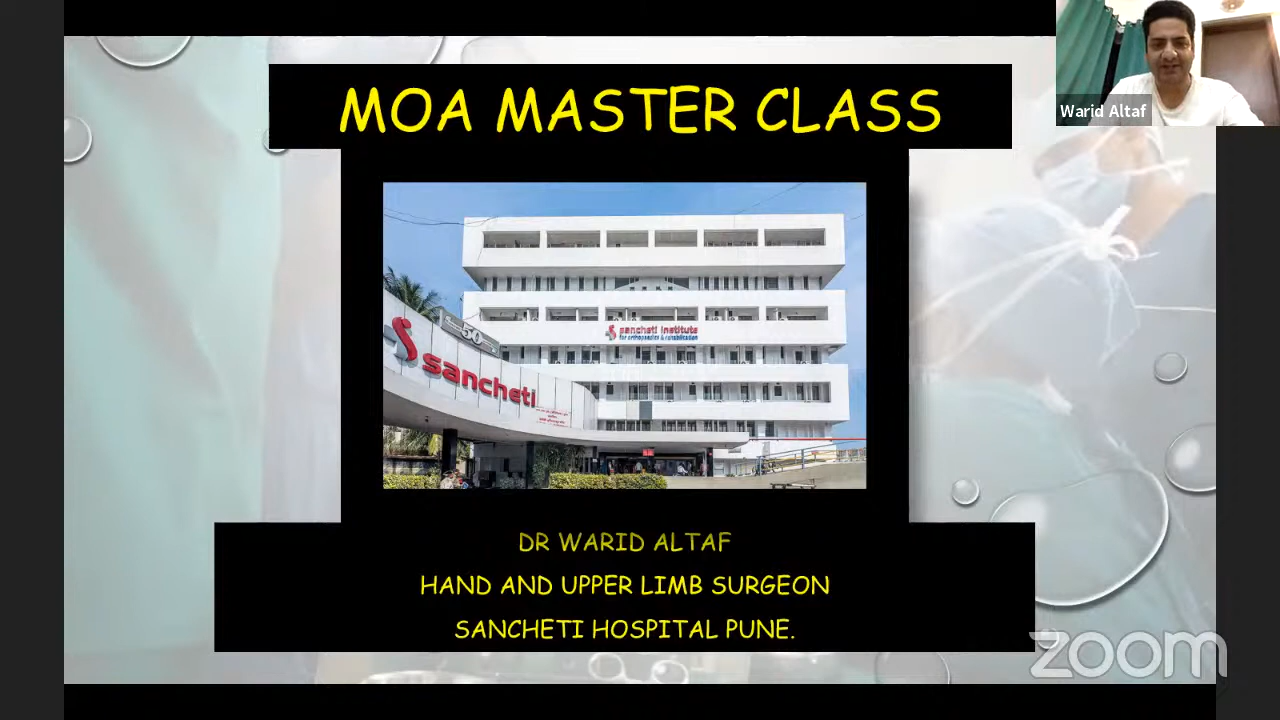 MOA MASTER CLASS
Warid Altaf
50
sancheti institute
for orthopaedics & rehabilitation
sancheti
DR WARID ALTAF
HAND AND UPPER LIMB SURGEON
SANCHETI HOSPITAL PUNE.
zoom